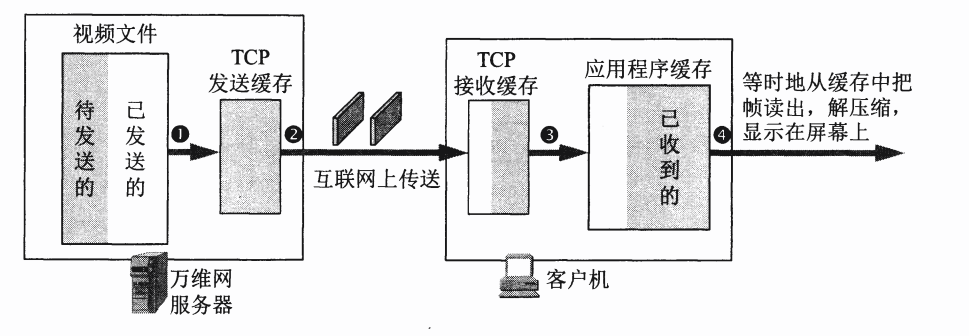 视频文件
待发送的
已发送的
❶
TCP
发送缓存
❷
互联网上传送
TCP
接收缓存
❸
应用程序缓存
已收到的
❹
等时地从缓存中把
帧读出，解压缩，
显示在屏幕上
万维网
服务器
客户机